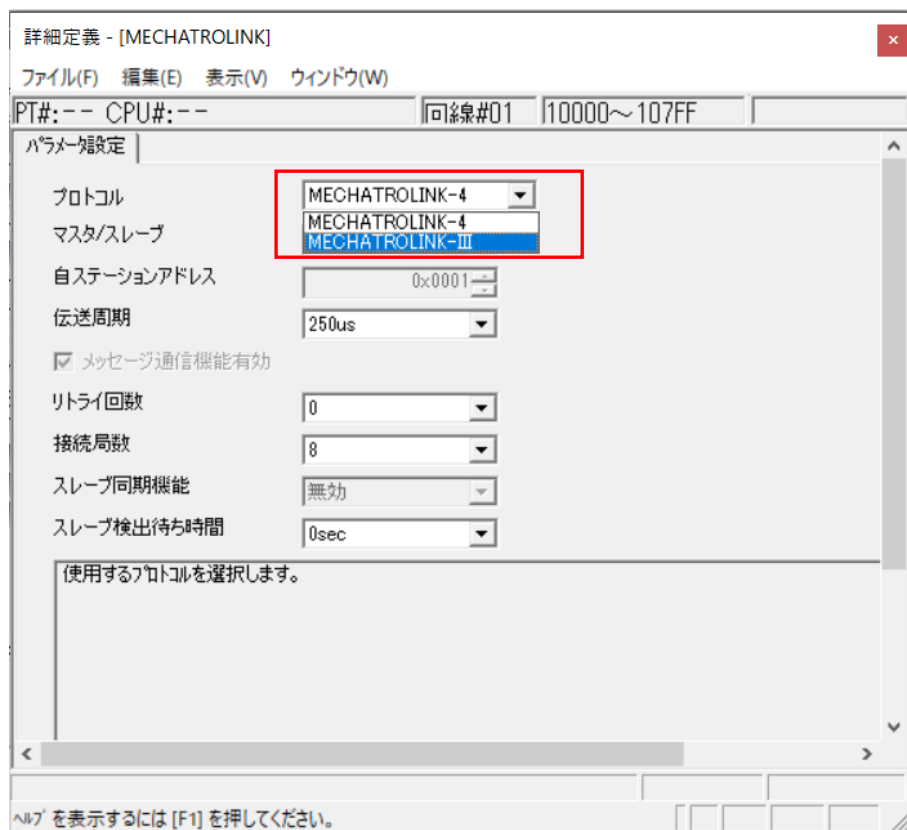 詳細定義 - [MECHATROLINK]
ファイル(F) 編集(E) 表示(V) ウィンドウ(W)
PT#:-- CPU#:-- 回線#01 10000～107FF
パラメータ設定
プロトコル MECHATROLINK-4
MECHATROLINK-4
マスタ/スレーブ MECHATROLINK-Ⅲ
自ステーションアドレス 0x0001
伝送周期 250us
メッセージ通信機能有効
リトライ回数 0
接続局数 8
スレーブ同期機能 無効
スレーブ検出待ち時間 0sec
使用するプロトコルを選択します。
ヘルプを表示するには [F1] を押してください。